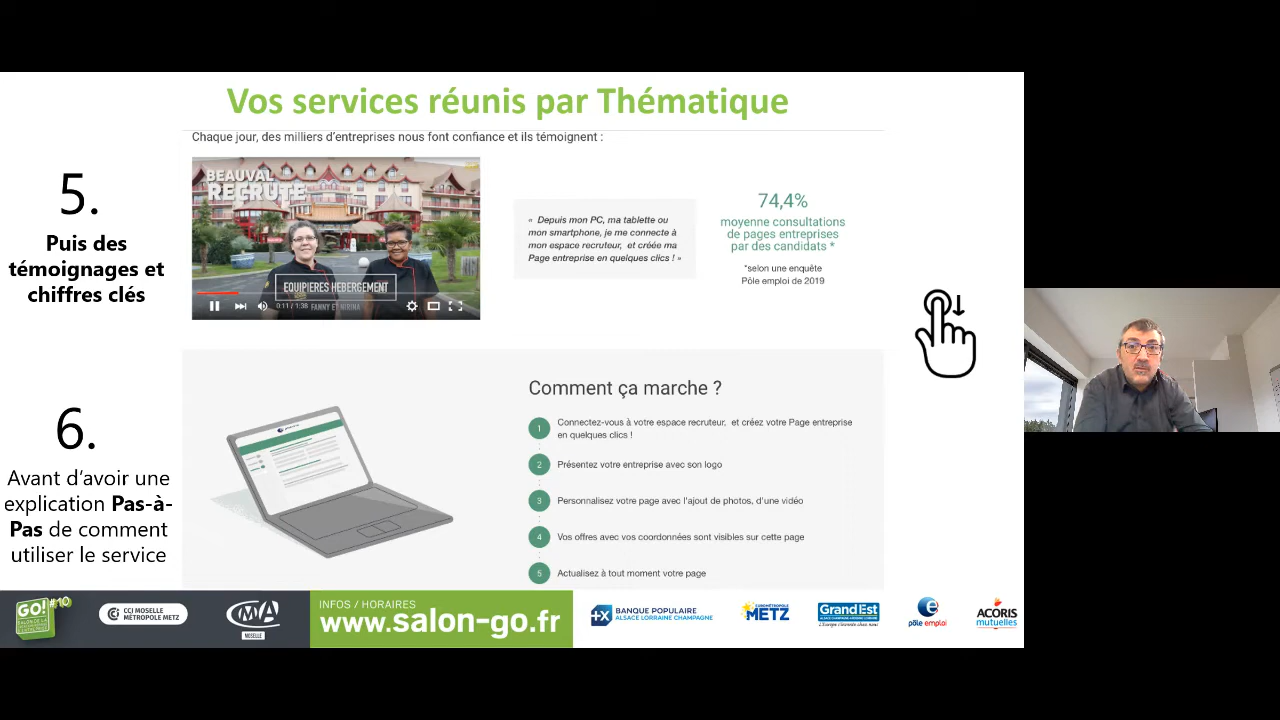 Vos services réunis par Thématique
Chaque jour, des milliers d'entreprises nous font confiance et ils témoignent :
5.
Puis des
témoignages et
chiffres clés
BEAUVAL
RECRUTE
EQUIPIERES HEBERGEMENT
0:11 / 1:38
FANNY ET NIRINA
« Depuis mon PC, ma tablette ou
mon smartphone, je me connecte à
mon espace recruteur, et créée ma
Page entreprise en quelques clics ! »
74,4%
moyenne consultations
de pages entreprises
par des candidats *
*selon une enquête
Pôle emploi de 2019
6.
Avant d'avoir une
explication Pas-à-
Pas de comment
utiliser le service
Comment ça marche ?
1 Connectez-vous à votre espace recruteur, et créez votre Page entreprise
en quelques clics !
2 Présentez votre entreprise avec son logo
3 Personnalisez votre page avec l'ajout de photos, d'une vidéo
4 Vos offres avec vos coordonnées sont visibles sur cette page
5 Actualisez à tout moment votre page
GO! #10
CCI MOSELLE
MÉTROPOLE METZ
CMA
MOSELLE
INFOS / HORAIRES
www.salon-go.fr
BANQUE POPULAIRE
ALSACE LORRAINE CHAMPAGNE
EUROMÉTROPOLE
METZ
GrandEst
pôle emploi
ACORIS
mutuelles